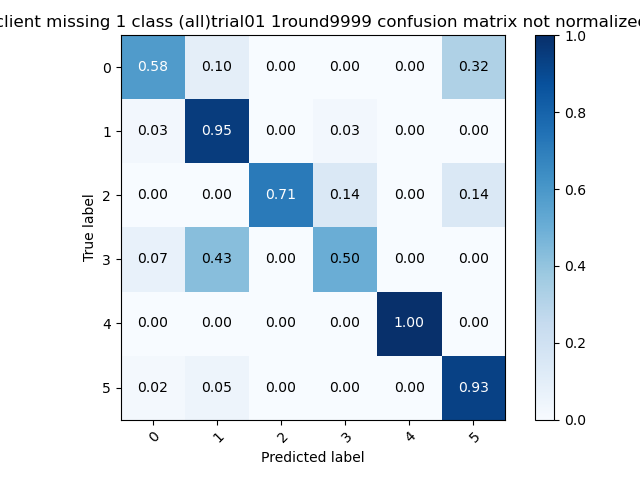 client missing 1 class (all)trial01 1round9999 confusion matrix not normalized
1.0
0 0.58 0.10 0.00 0.00 0.00 0.32
0.8
1 0.03 0.95 0.00 0.03 0.00 0.00
2 0.00 0.00 0.71 0.14 0.00 0.14
0.6
True label
3 0.07 0.43 0.00 0.50 0.00 0.00
0.4
4 0.00 0.00 0.00 0.00 1.00 0.00
0.2
5 0.02 0.05 0.00 0.00 0.00 0.93
0.0
0 1 2 3 4 5
Predicted label